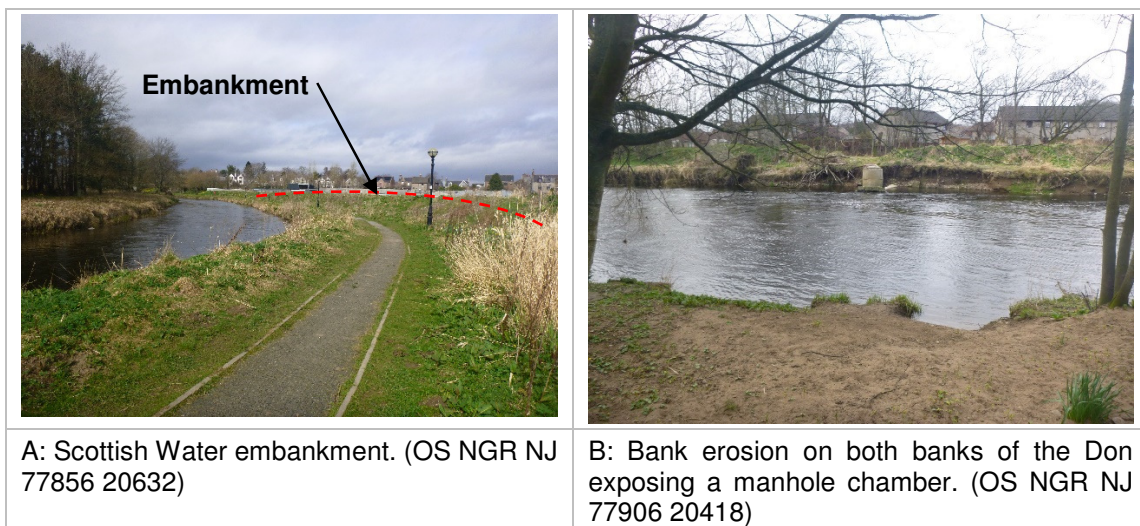 Embankment
A: Scottish Water embankment. (OS NGR NJ
77856 20632)
B: Bank erosion on both banks of the Don
exposing a manhole chamber. (OS NGR NJ
77906 20418)